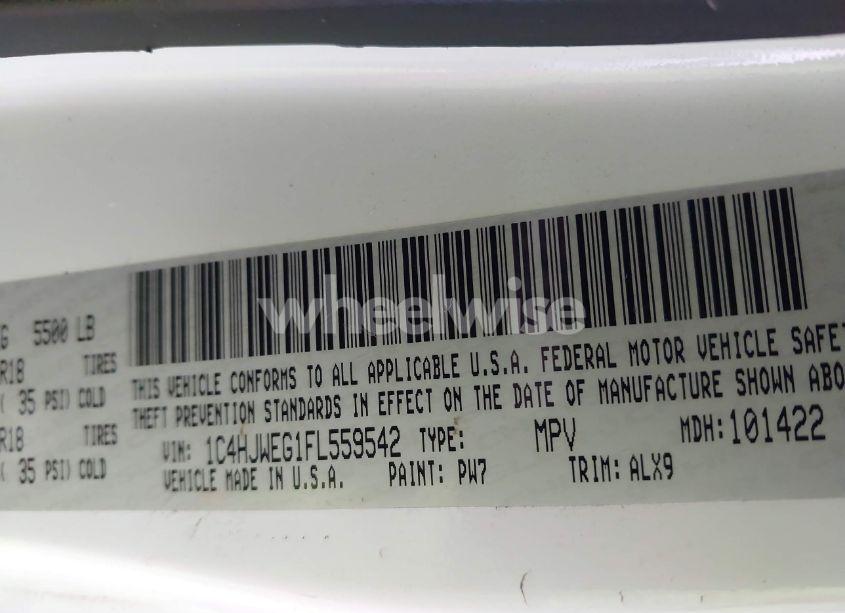 5500 LB
R18 TIRES
35 PSI) COLD
R18 TIRES
35 PSI) COLD
THIS VEHICLE CONFORMS TO ALL APPLICABLE U.S.A. FEDERAL MOTOR VEHICLE SAFET
THEFT PREVENTION STANDARDS IN EFFECT ON THE DATE OF MANUFACTURE SHOWN ABO
VIN: 1C4HJWEG1FL559542 TYPE: MPV MDH: 101422
VEHICLE MADE IN U.S.A. PAINT: PW7 TRIM: ALX9
wheelwise